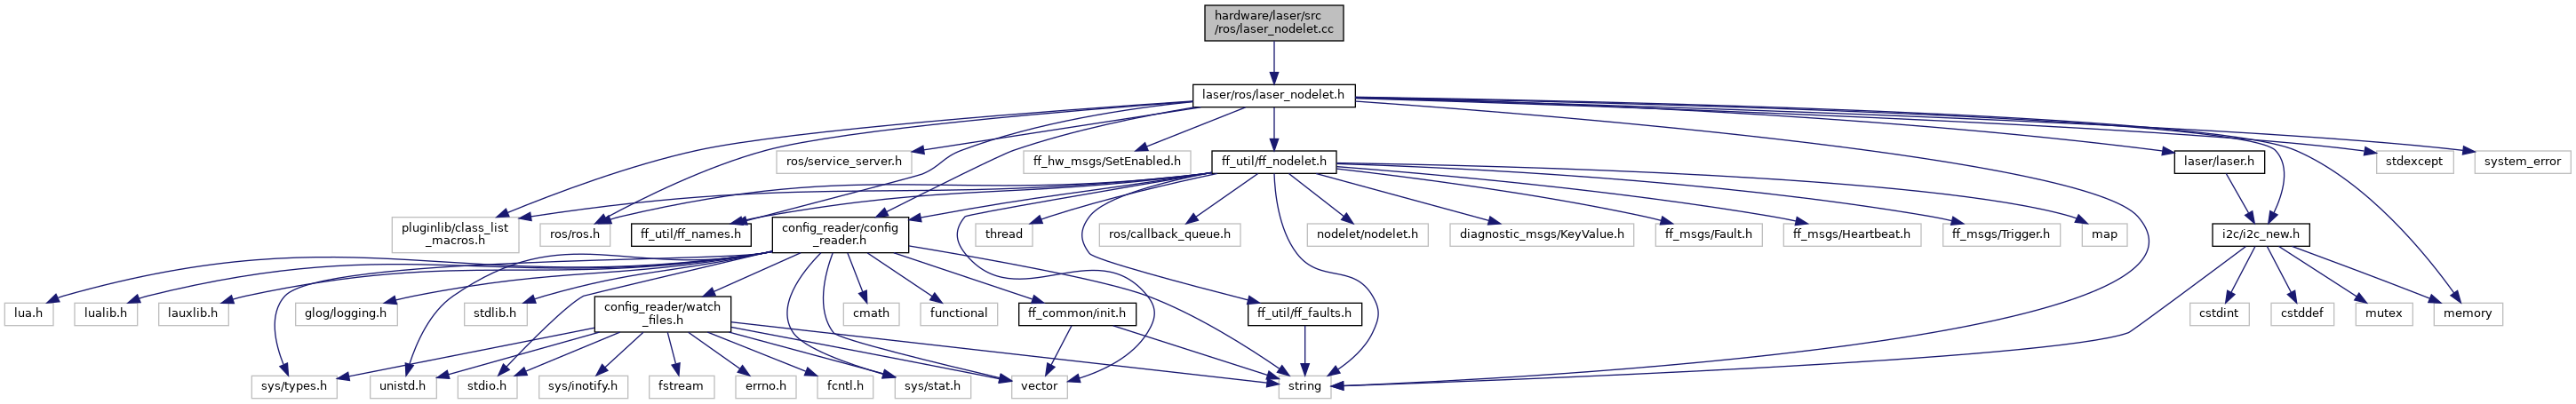 hardware/laser/src
/ros/laser_nodelet.cc
laser/ros/laser_nodelet.h
ros/service_server.h
ff_hw_msgs/SetEnabled.h
ff_util/ff_nodelet.h
laser/laser.h
stdexcept
system_error
pluginlib/class_list
_macros.h
ros/ros.h
ff_util/ff_names.h
config_reader/config
_reader.h
thread
ros/callback_queue.h
nodelet/nodelet.h
diagnostic_msgs/KeyValue.h
ff_msgs/Fault.h
ff_msgs/Heartbeat.h
ff_msgs/Trigger.h
map
i2c/i2c_new.h
lua.h
lualib.h
lauxlib.h
glog/logging.h
stdlib.h
config_reader/watch
_files.h
cmath
functional
ff_common/init.h
ff_util/ff_faults.h
cstdint
cstddef
mutex
memory
sys/types.h
unistd.h
stdio.h
sys/inotify.h
fstream
errno.h
fcntl.h
sys/stat.h
vector
string